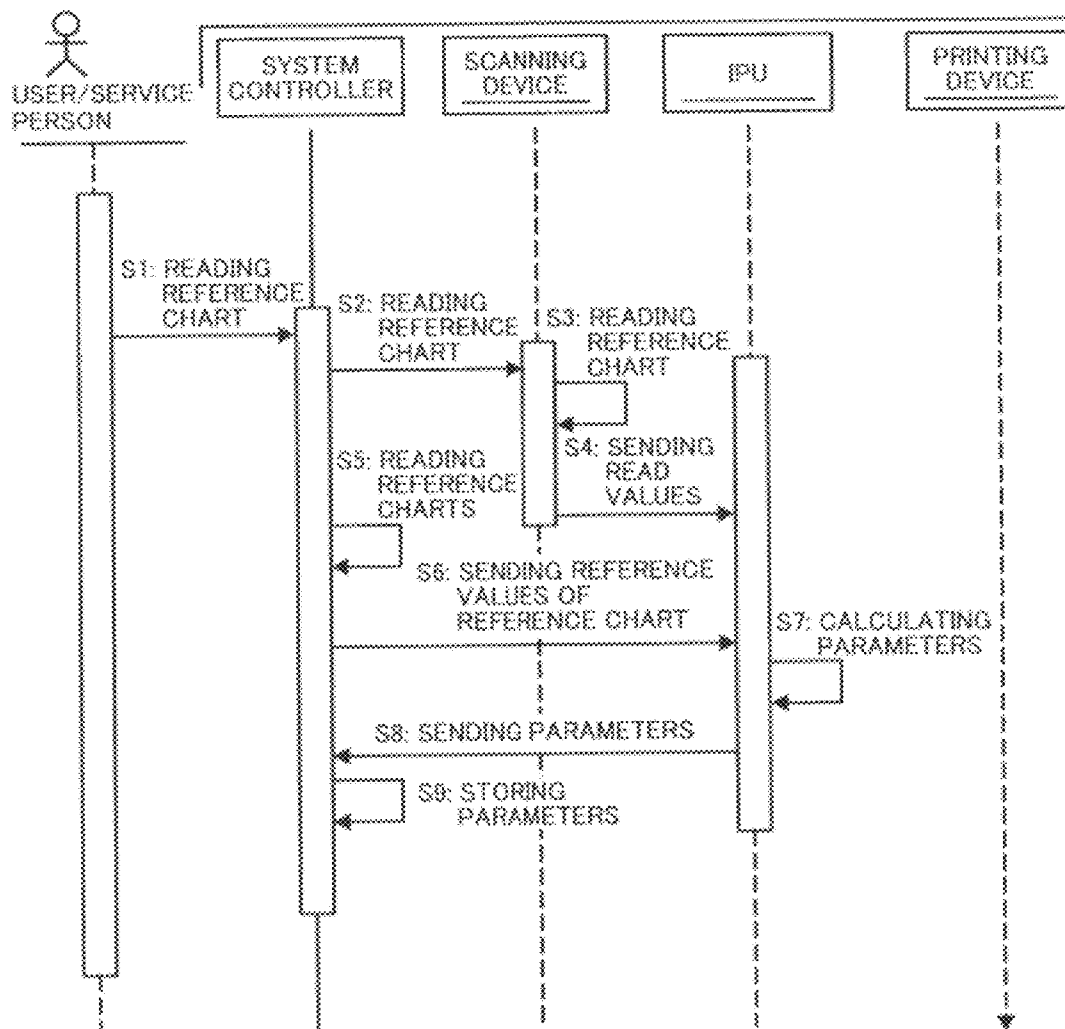 USER/SERVICE
PERSON
SYSTEM
CONTROLLER
SCANNING
DEVICE
IPU
PRINTING
DEVICE
S1: READING
REFERENCE
CHART
S2: READING
REFERENCE
CHART
S3: READING
REFERENCE
CHART
S4: SENDING
READ
VALUES
S5: READING
REFERENCE
CHARTS
S6: SENDING REFERENCE
VALUES OF
REFERENCE CHART
S7: CALCULATING
PARAMETERS
S8: SENDING PARAMETERS
S9: STORING
PARAMETERS